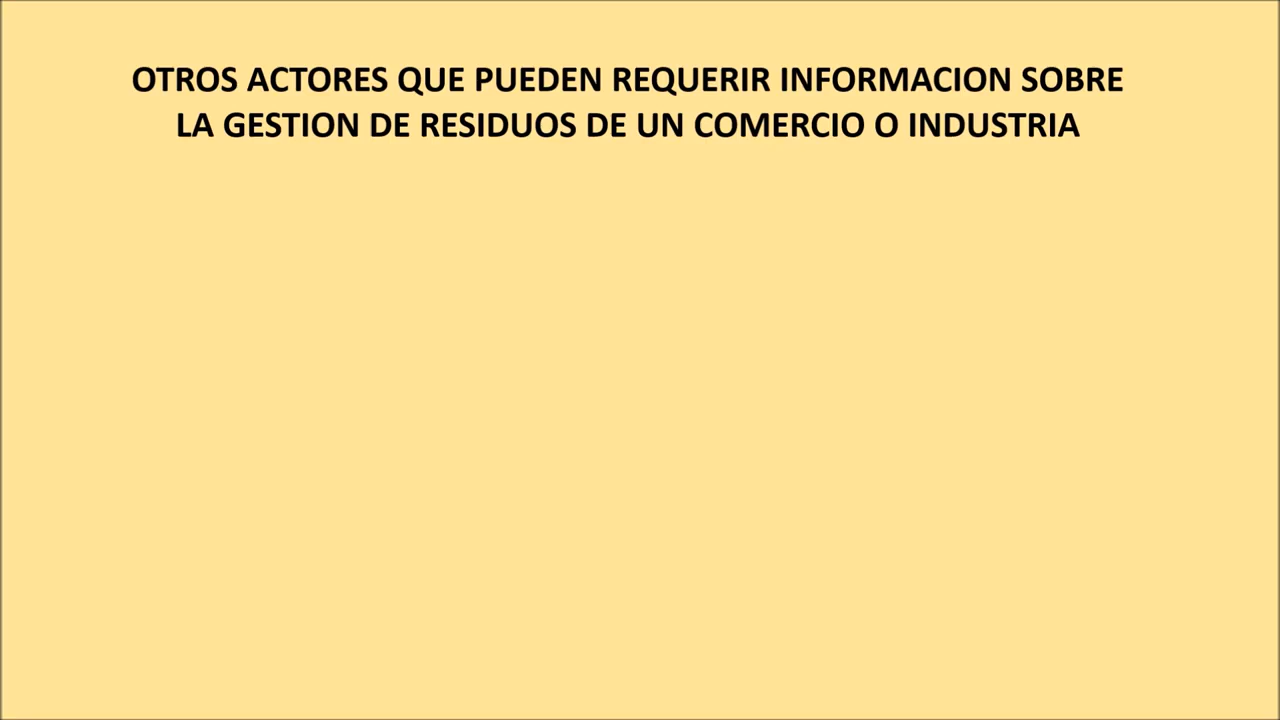 OTROS ACTORES QUE PUEDEN REQUERIR INFORMACION SOBRE
LA GESTION DE RESIDUOS DE UN COMERCIO O INDUSTRIA